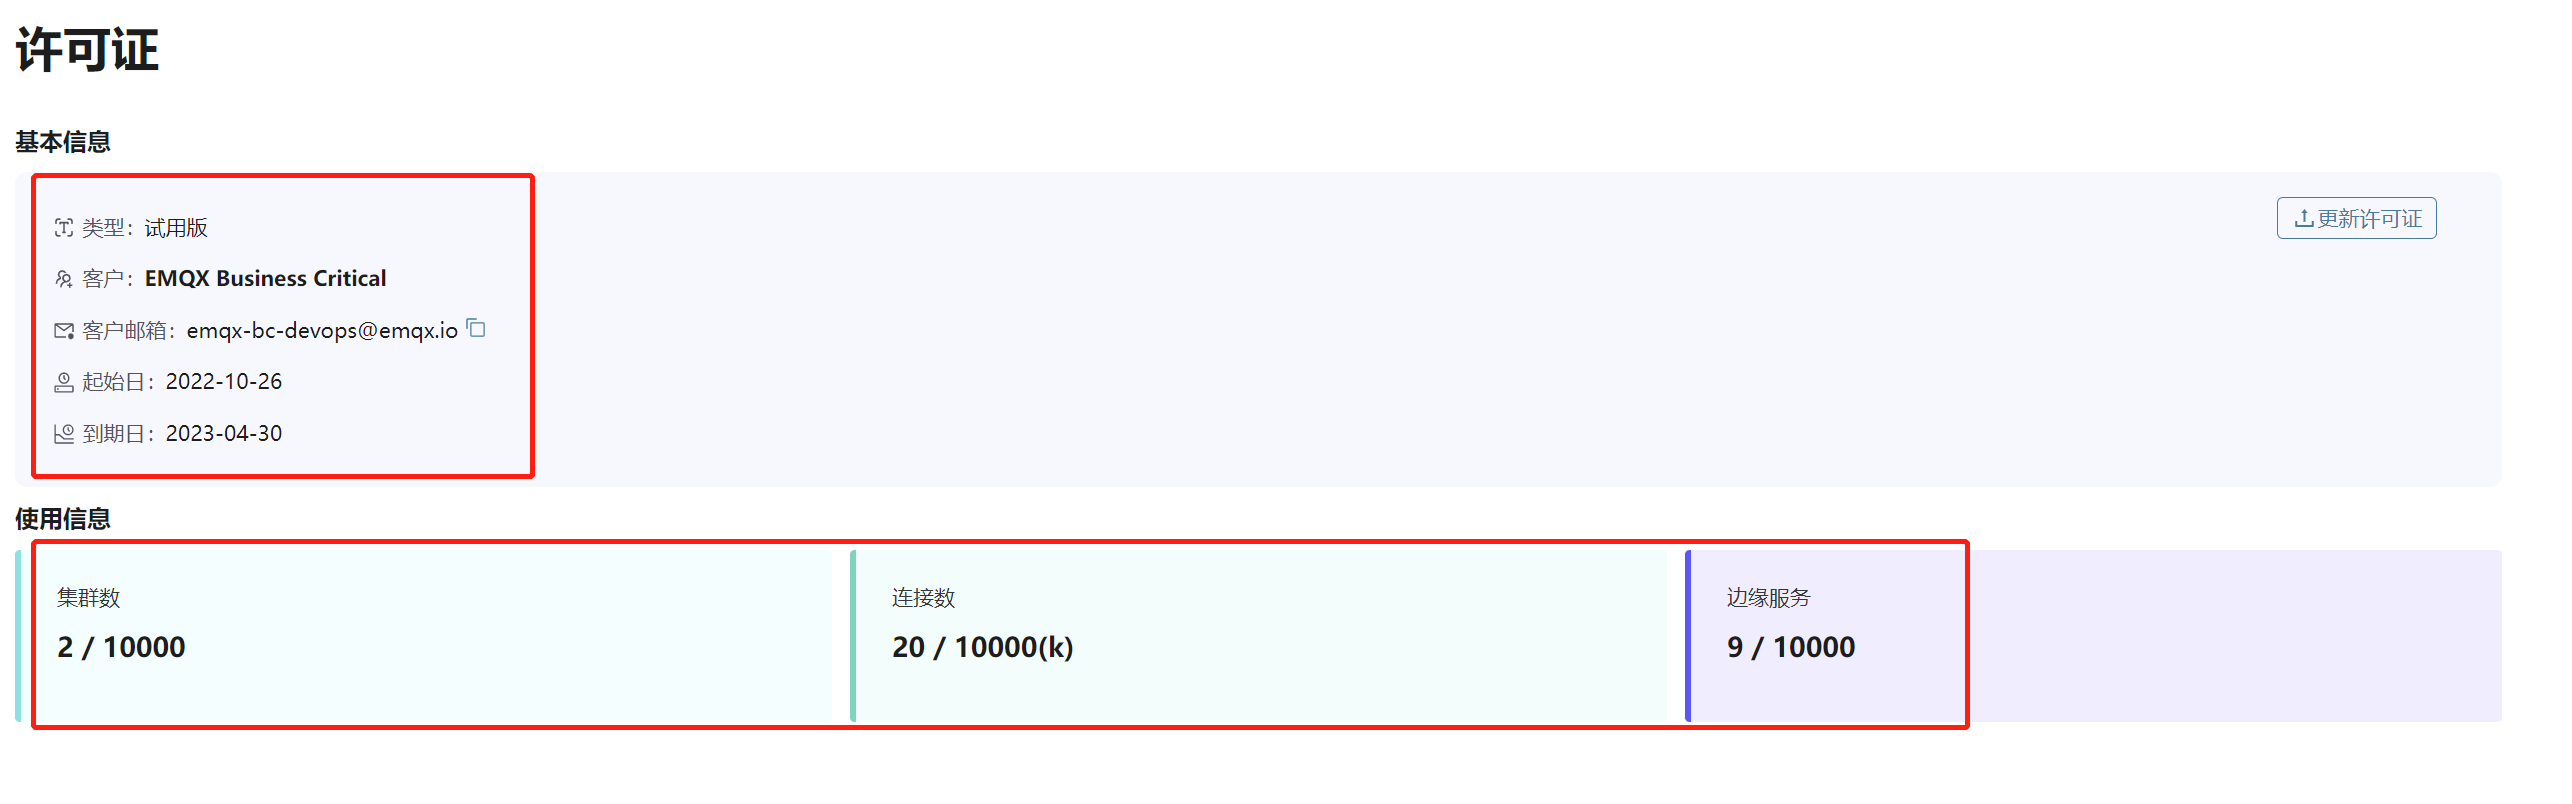 许可证
基本信息
类型：试用版
更新许可证
客户：EMQX Business Critical
客户邮箱：emqx-bc-devops@emqx.io
起始日：2022-10-26
到期日：2023-04-30
使用信息
集群数
2 / 10000
连接数
20 / 10000(k)
边缘服务
9 / 10000